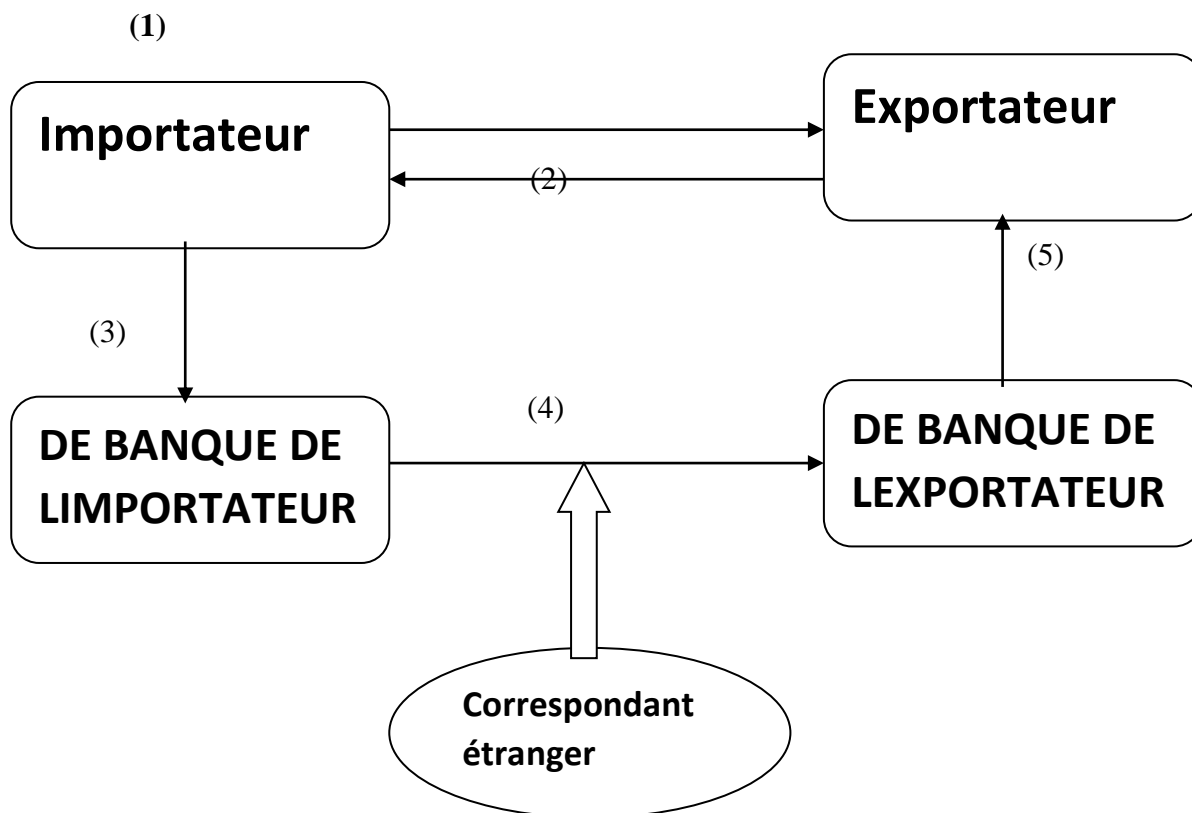 (1)
Importateur
Exportateur
(2)
(5)
(3)
(4)
DE BANQUE DE
LIMPORTATEUR
DE BANQUE DE
LEXPORTATEUR
Correspondant
étranger